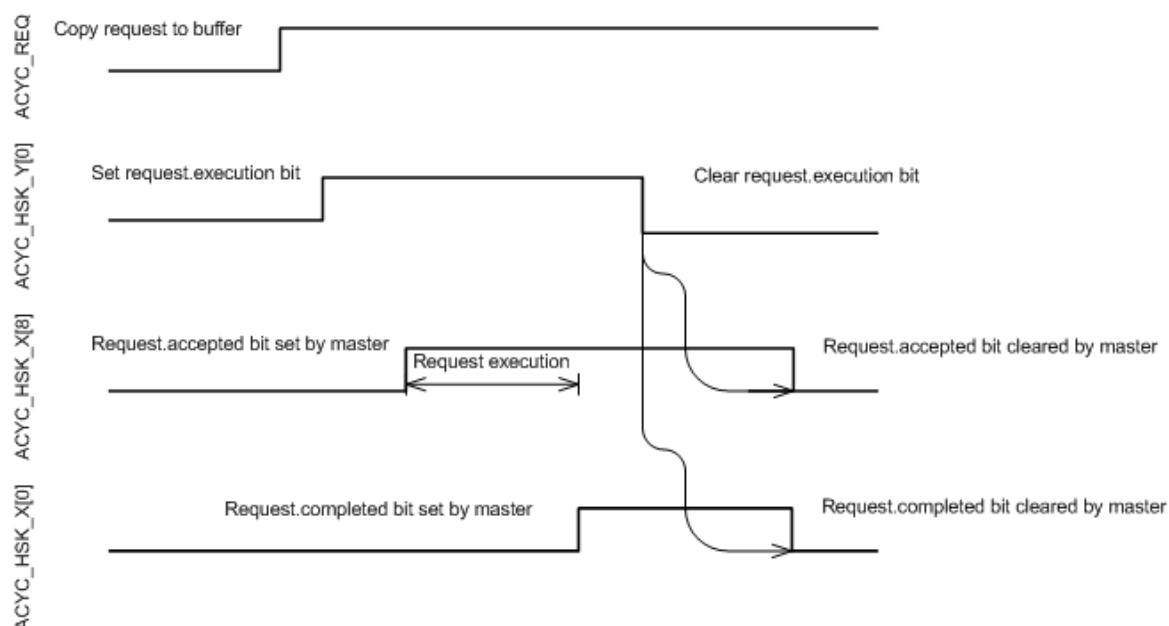 ACYC_REQ
Copy request to buffer
ACYC_HSK_Y[0]
Set request.execution bit
Clear request.execution bit
ACYC_HSK_X[8]
Request.accepted bit set by master
Request execution
Request.accepted bit cleared by master
ACYC_HSK_X[0]
Request.completed bit set by master
Request.completed bit cleared by master